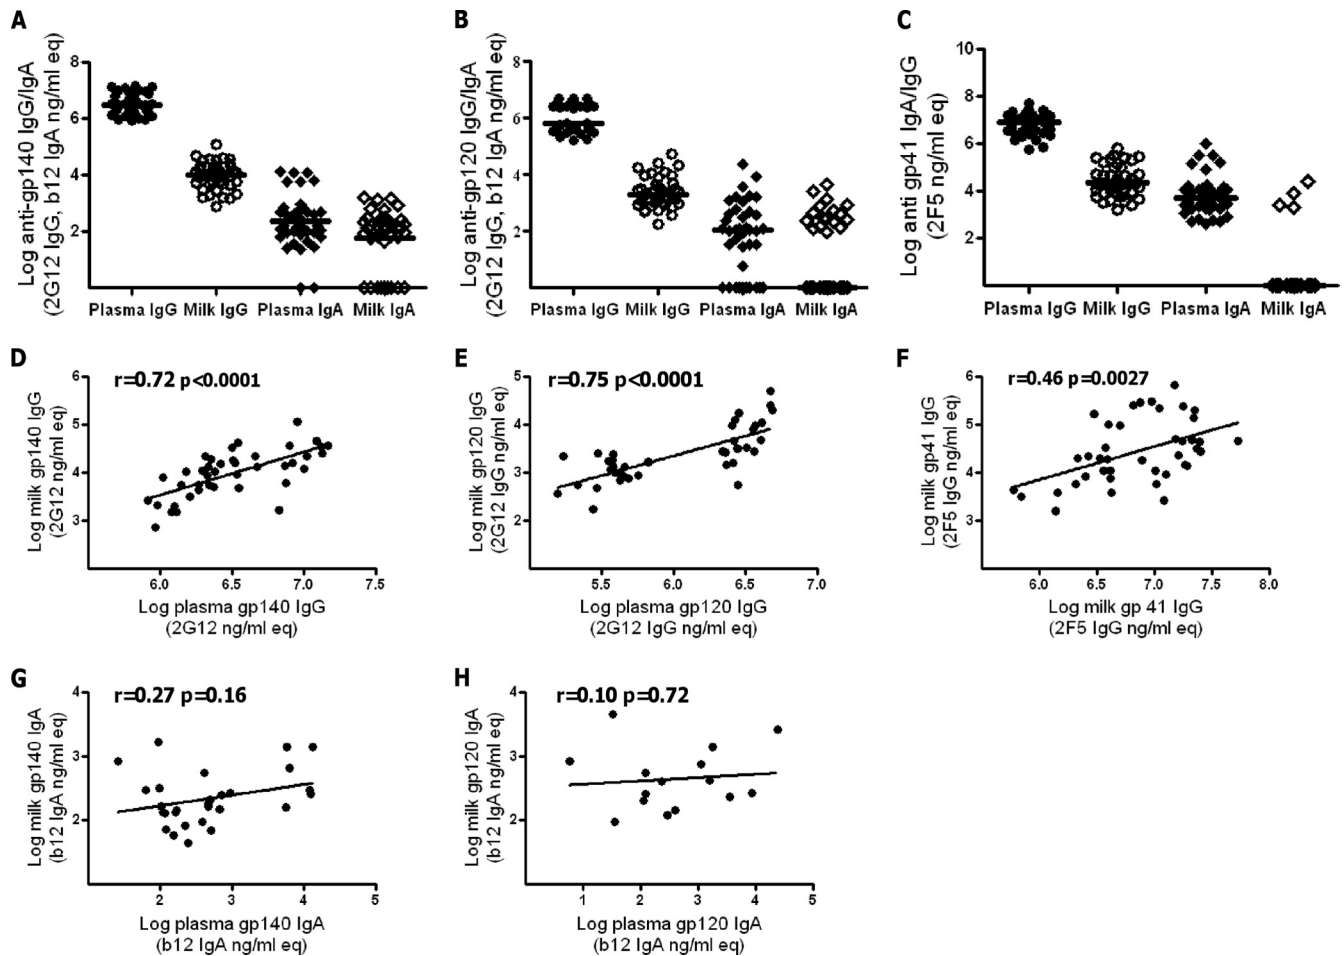 A
Log anti-gp140 IgG/IgA
(2G12 IgG, b12 IgA ng/ml eq)
8
6
4
2
Plasma IgG Milk IgG Plasma IgA Milk IgA
B
Log anti-gp120 IgG/IgA
(2G12 IgG, b12 IgA ng/ml eq)
8
6
4
2
Plasma IgG Milk IgG Plasma IgA Milk IgA
C
Log anti gp41 IgA/IgG
(2F5 ng/ml eq)
10
8
6
4
2
Plasma IgG Milk IgG Plasma IgA Milk IgA
D
r=0.72 p<0.0001
Log milk gp140 IgG
(2G12 ng/ml eq)
6
5
4
3
6.0 6.5 7.0 7.5
Log plasma gp140 IgG
(2G12 ng/ml eq)
E
r=0.75 p<0.0001
Log milk gp120 IgG
(2G12 IgG ng/ml eq)
5
4
3
2
5.5 6.0 6.5 7.0
Log plasma gp120 IgG
(2G12 IgG ng/ml eq)
F
r=0.46 p=0.0027
Log milk gp41 IgG
(2F5 IgG ng/ml eq)
6
5
4
3
6.0 6.5 7.0 7.5 8.0
Log milk gp 41 IgG
(2F5 IgG ng/ml eq)
G
r=0.27 p=0.16
Log milk gp140 IgA
(b12 IgA ng/ml eq)
4
3
2
2 3 4 5
Log plasma gp140 IgA
(b12 IgA ng/ml eq)
H
r=0.10 p=0.72
Log milk gp120 IgA
(b12 IgA ng/ml eq)
4
3
2
1 2 3 4 5
Log plasma gp120 IgA
(b12 IgA ng/ml eq)